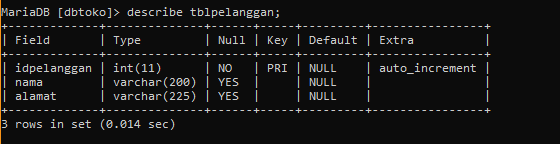 MariaDB [dbtoko]> describe tblpelanggan;
+-------------+--------------+------+-----+---------+----------------+
| Field       | Type         | Null | Key | Default | Extra          |
+-------------+--------------+------+-----+---------+----------------+
| idpelanggan | int(11)      | NO   | PRI | NULL    | auto_increment |
| nama        | varchar(200) | YES  |     | NULL    |                |
| alamat      | varchar(225) | YES  |     | NULL    |                |
+-------------+--------------+------+-----+---------+----------------+
3 rows in set (0.014 sec)